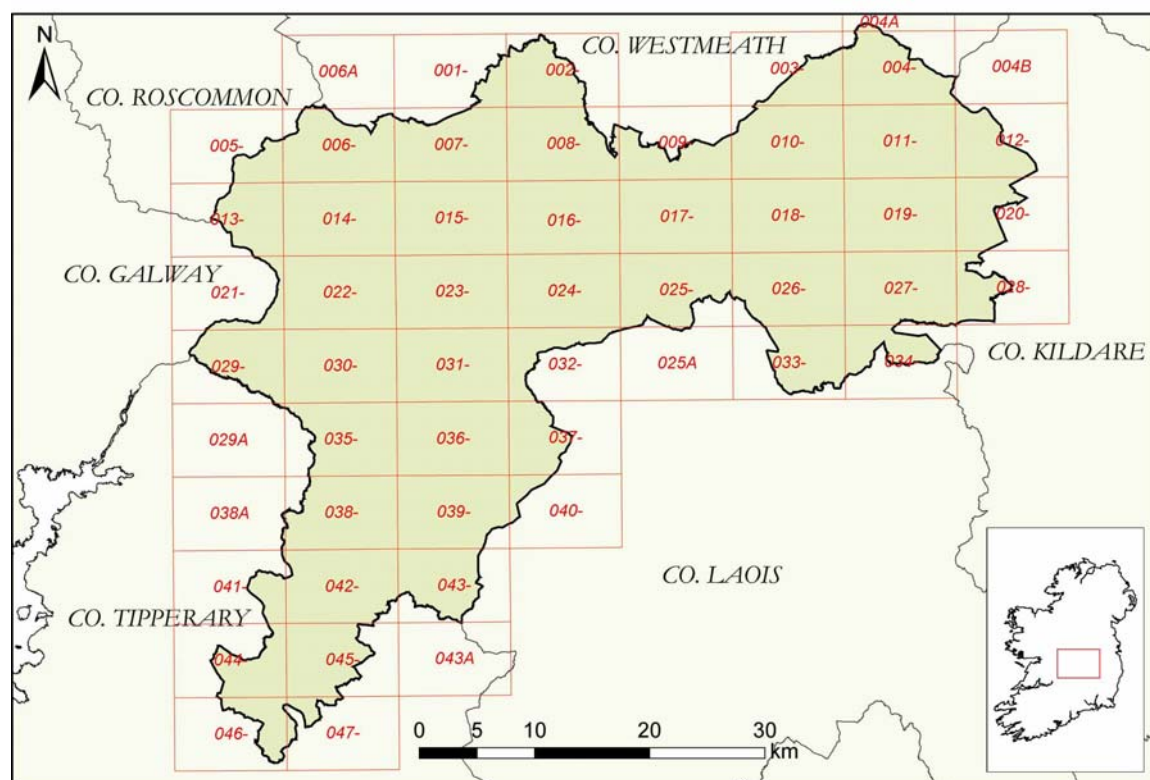 004A
N
CO. WESTMEATH
006A 001- 002- 003- 004- 004B
CO. ROSCOMMON
005- 006- 007- 008- 009- 010- 011- 012-
013- 014- 015- 016- 017- 018- 019- 020-
CO. GALWAY
021- 022- 023- 024- 025- 026- 027- 028-
CO. KILDARE
029- 030- 031- 032- 025A 033- 034-
029A 035- 036- 037-
038A 038- 039- 040-
CO. LAOIS
041- 042- 043-
CO. TIPPERARY
044- 045- 043A
046- 047-
0 5 10 20 30
km